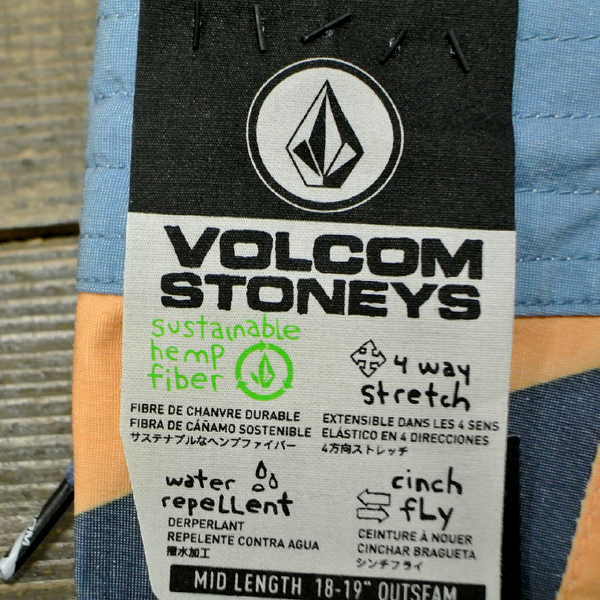 VOLCOM
STONEYS
sustainable
hemp
fiber
FIBRE DE CHANVRE DURABLE
FIBRA DE CÁÑAMO SOSTENIBLE
サステナブルなヘンプファイバー
4 way
stretch
EXTENSIBLE DANS LES 4 SENS
ELÁSTICO EN 4 DIRECCIONES
4方向ストレッチ
water
repellent
DERPERLANT
REPELENTE CONTRA AGUA
撥水加工
cinch
fLy
CEINTURE À NOUER
CINCHAR BRAGUETA
シンチフライ
MID LENGTH 18-19" OUTSEAM